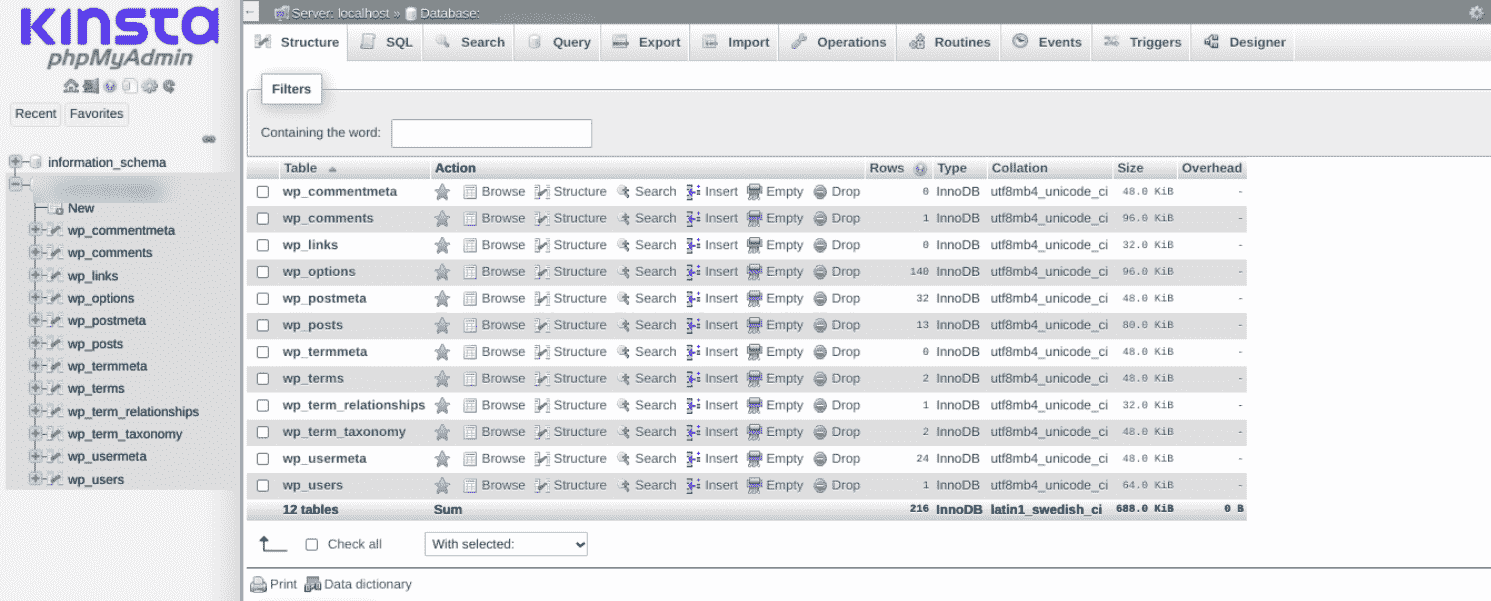 KINSTA
phpMyAdmin
Recent Favorites
information_schema
New
wp_commentmeta
wp_comments
wp_links
wp_options
wp_postmeta
wp_posts
wp_termmeta
wp_terms
wp_term_relationships
wp_term_taxonomy
wp_usermeta
wp_users
Server: localhost » Database:
Structure SQL Search Query Export Import Operations Routines Events Triggers Designer
Filters
Containing the word:
Table Action Rows Type Collation Size Overhead
wp_commentmeta Browse Structure Search Insert Empty Drop 0 InnoDB utf8mb4_unicode_ci 48.0 KiB -
wp_comments Browse Structure Search Insert Empty Drop 1 InnoDB utf8mb4_unicode_ci 96.0 KiB -
wp_links Browse Structure Search Insert Empty Drop 0 InnoDB utf8mb4_unicode_ci 32.0 KiB -
wp_options Browse Structure Search Insert Empty Drop 140 InnoDB utf8mb4_unicode_ci 96.0 KiB -
wp_postmeta Browse Structure Search Insert Empty Drop 32 InnoDB utf8mb4_unicode_ci 48.0 KiB -
wp_posts Browse Structure Search Insert Empty Drop 13 InnoDB utf8mb4_unicode_ci 80.0 KiB -
wp_termmeta Browse Structure Search Insert Empty Drop 0 InnoDB utf8mb4_unicode_ci 48.0 KiB -
wp_terms Browse Structure Search Insert Empty Drop 2 InnoDB utf8mb4_unicode_ci 48.0 KiB -
wp_term_relationships Browse Structure Search Insert Empty Drop 1 InnoDB utf8mb4_unicode_ci 32.0 KiB -
wp_term_taxonomy Browse Structure Search Insert Empty Drop 2 InnoDB utf8mb4_unicode_ci 48.0 KiB -
wp_usermeta Browse Structure Search Insert Empty Drop 24 InnoDB utf8mb4_unicode_ci 48.0 KiB -
wp_users Browse Structure Search Insert Empty Drop 1 InnoDB utf8mb4_unicode_ci 64.0 KiB -
12 tables Sum 216 InnoDB latin1_swedish_ci 688.0 KiB 0 B
Check all With selected:
Print Data dictionary